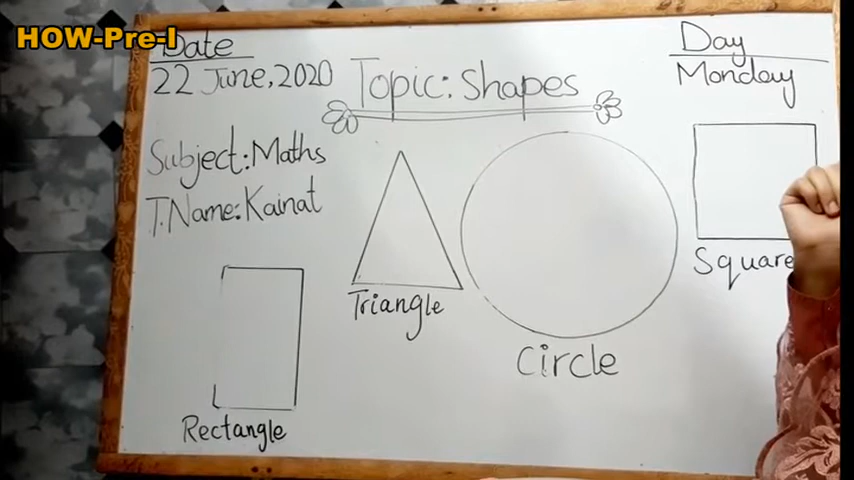 HOW-Pre-I
Date
22 June, 2020
Topic: Shapes
Day
Monday
Subject: Maths
T.Name: Kainat
Triangle
Circle
Square
Rectangle